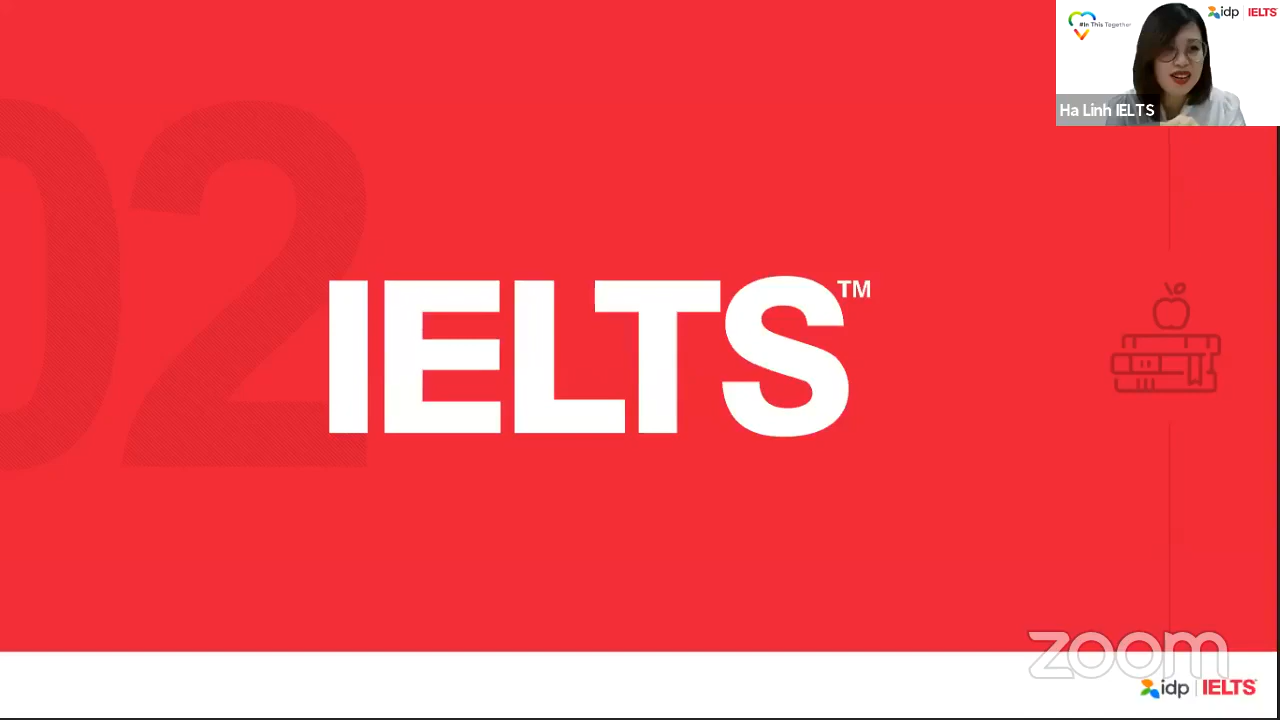 #In This Together
idp | IELTS
Ha Linh IELTS
02
IELTS™
zoom
idp | IELTS